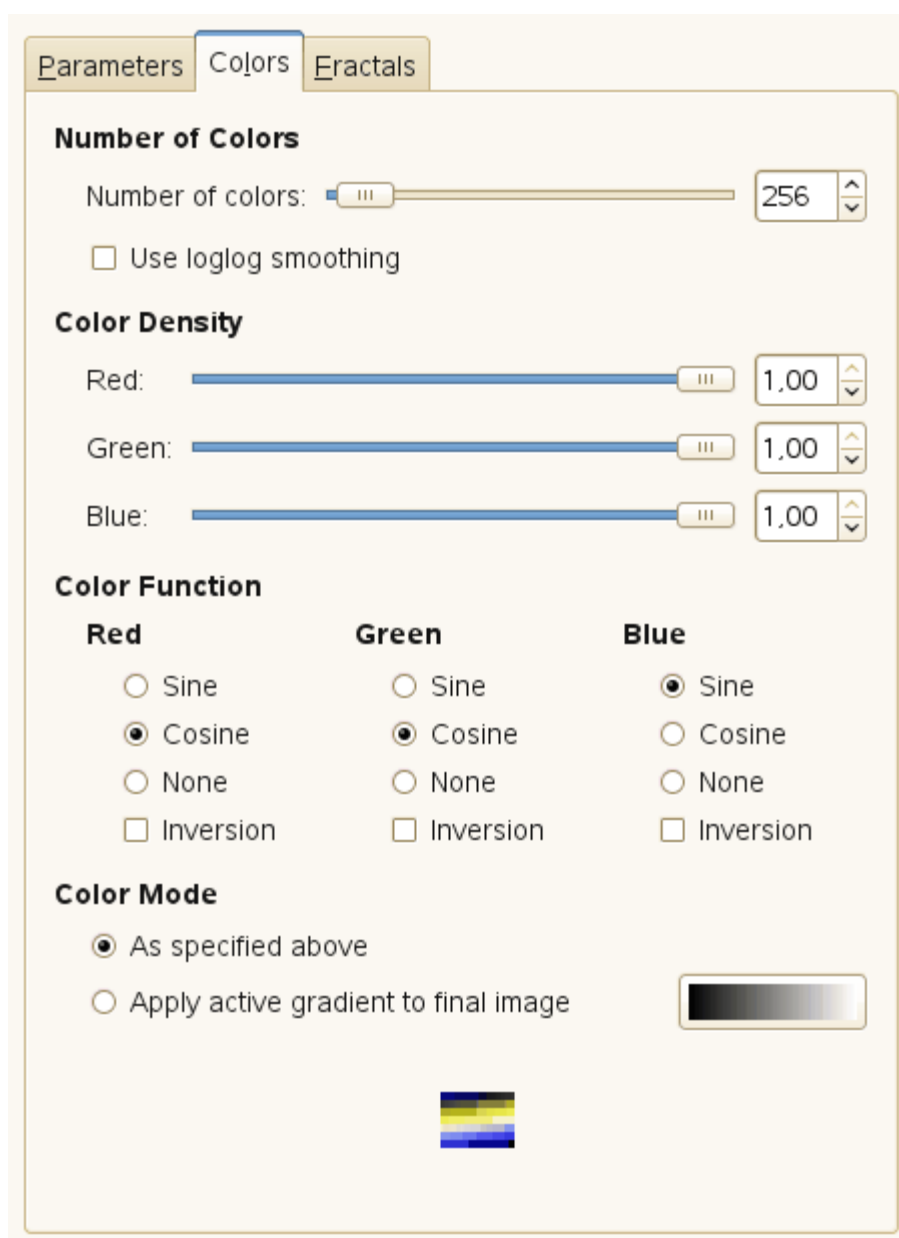 Parameters Colors Fractals
Number of Colors
Number of colors: 256
Use loglog smoothing
Color Density
Red: 1,00
Green: 1,00
Blue: 1,00
Color Function
Red Green Blue
Sine Sine Sine
Cosine Cosine Cosine
None None None
Inversion Inversion Inversion
Color Mode
As specified above
Apply active gradient to final image